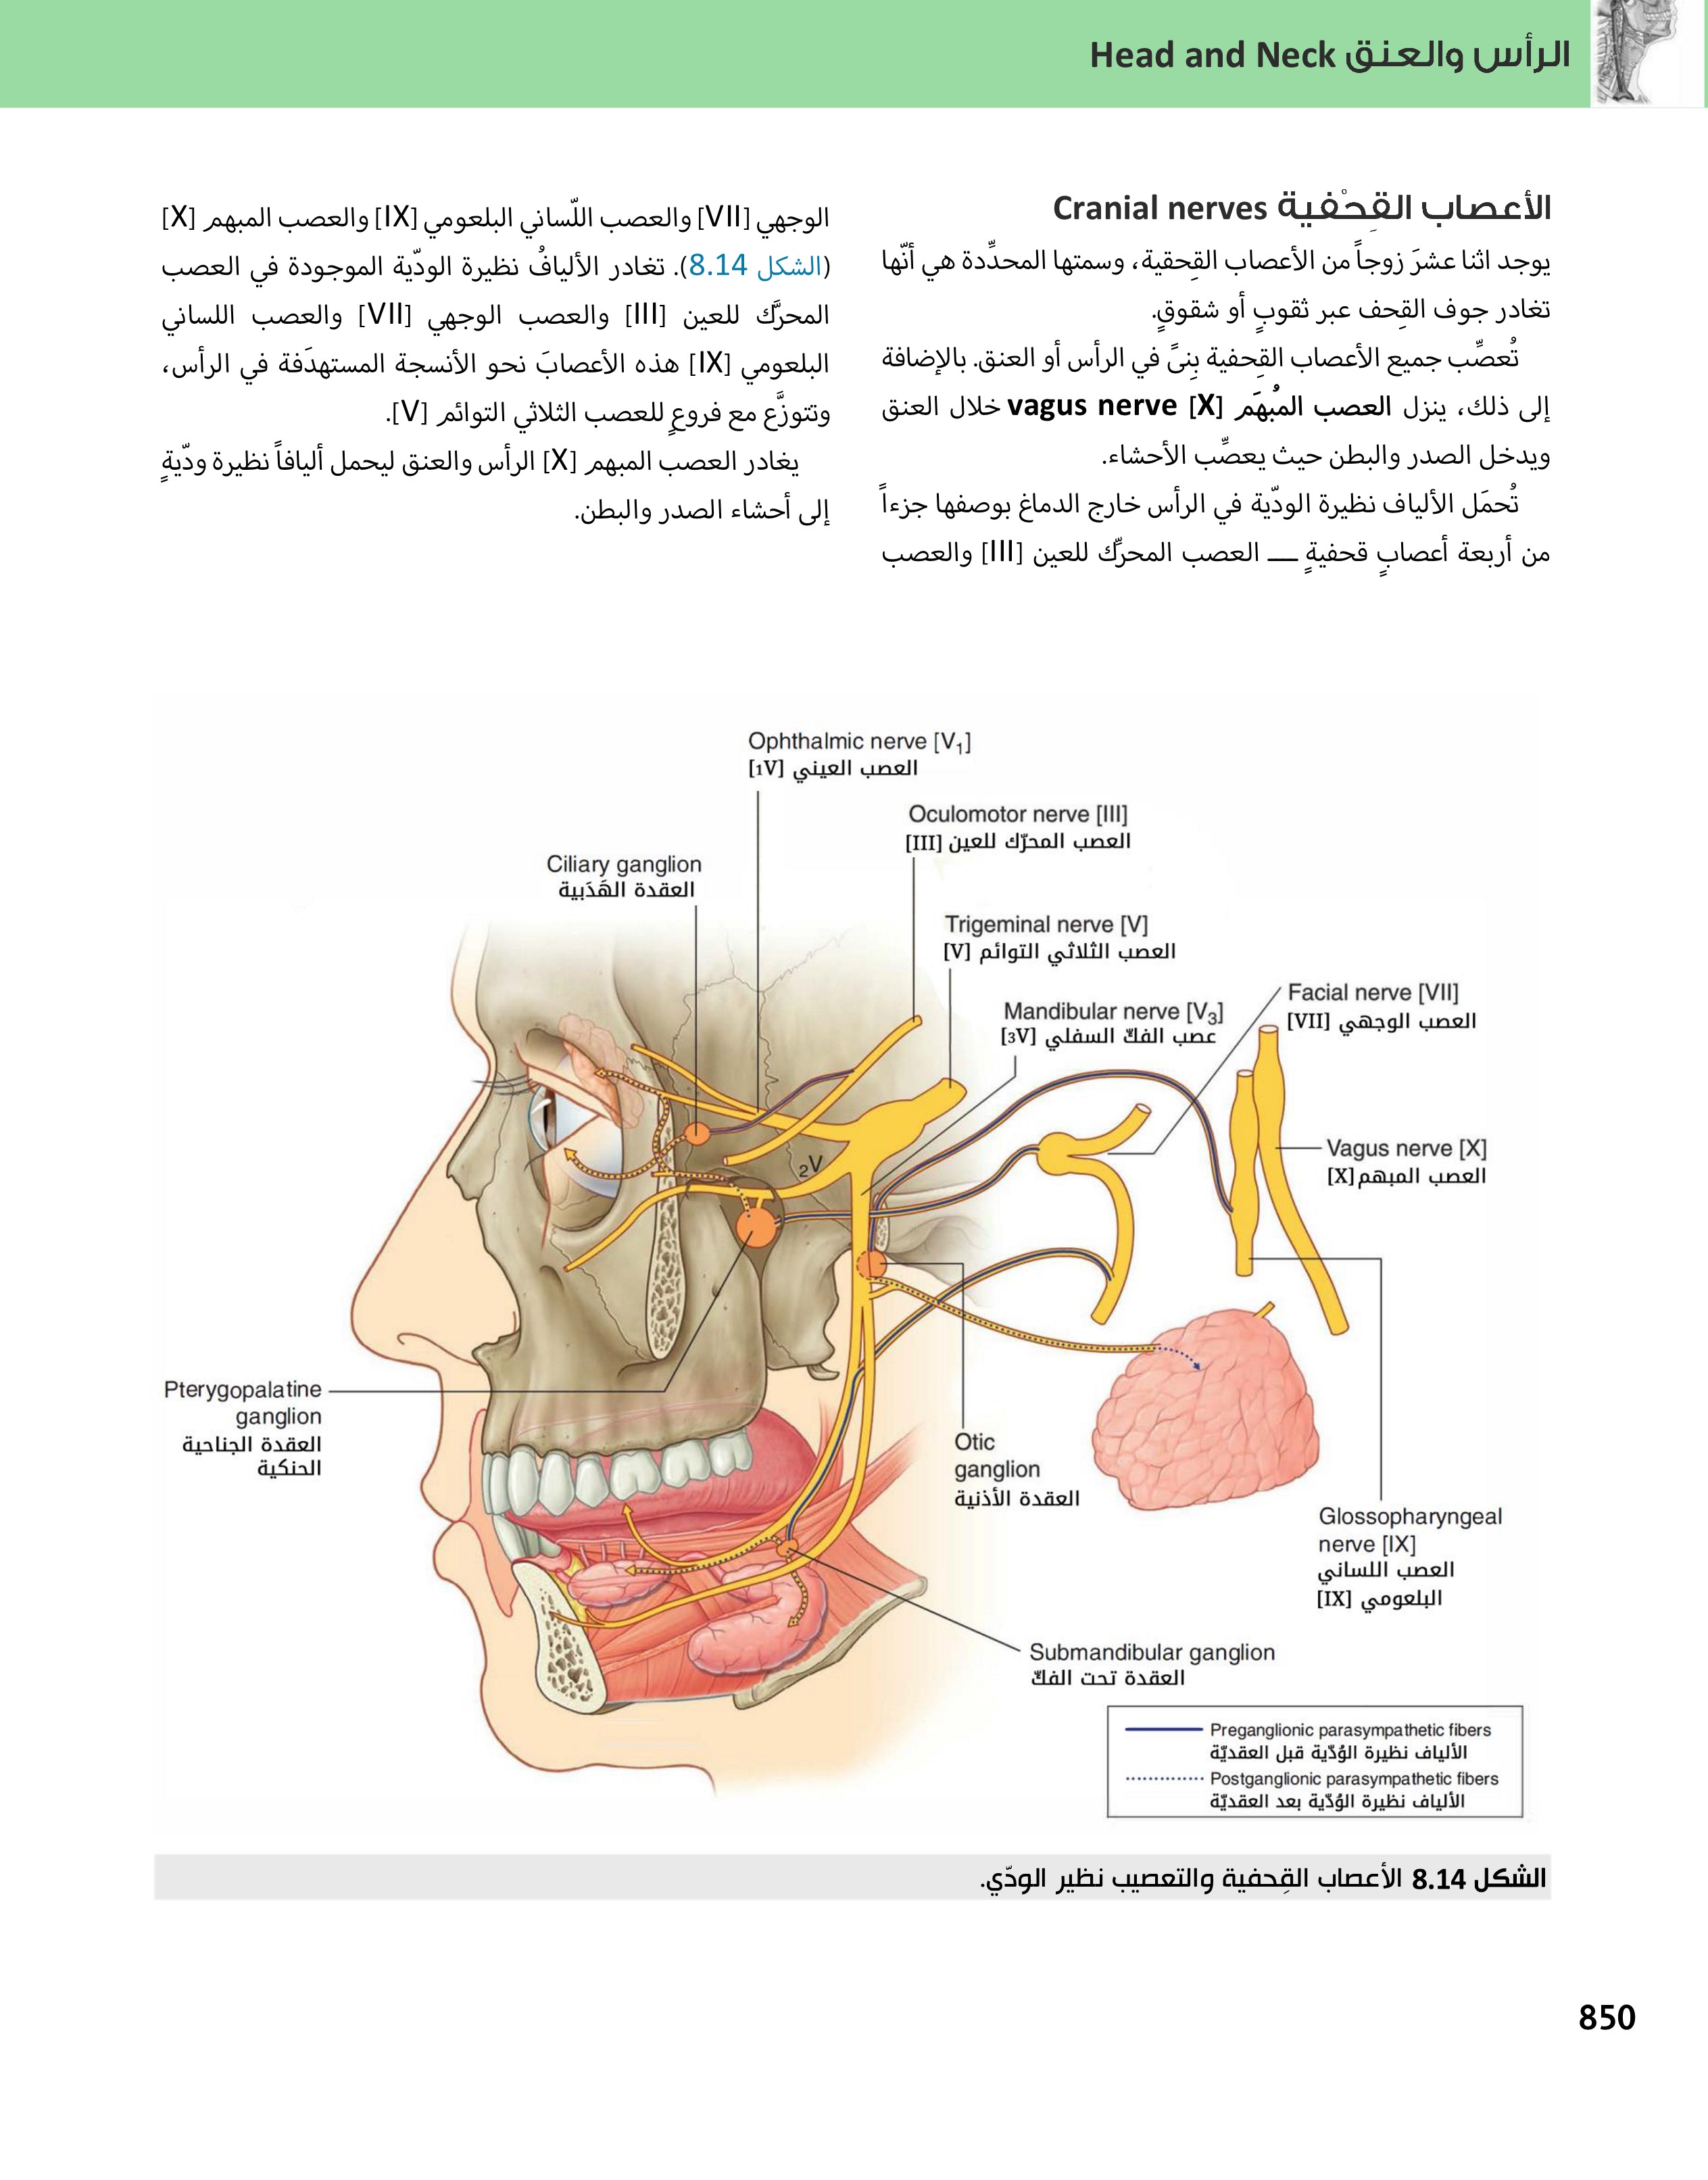 الرأس والعنق Head and Neck
الأعصاب القِحْفية Cranial nerves
يوجد اثنا عشرَ زوجاً من الأعصاب القِحقية، وسمتها المحدِّدة هي أنّها
تغادر جوف القِحف عبر ثقوبٍ أو شقوقٍ.
تُعصِّب جميع الأعصاب القِحفية بِنىً في الرأس أو العنق. بالإضافة
إلى ذلك، ينزل العصب المُبهَم vagus nerve [X] خلال العنق
ويدخل الصدر والبطن حيث يعصِّب الأحشاء.
تُحمَل الألياف نظيرة الودّية في الرأس خارج الدماغ بوصفها جزءاً
من أربعة أعصابٍ قحفيةٍ — العصب المحرِّك للعين [III] والعصب
الوجهي [VII] والعصب اللّساني البلعومي [IX] والعصب المبهم [X]
(الشكل 8.14). تغادر الأليافُ نظيرة الودّية الموجودة في العصب
المحرَّك للعين [III] والعصب الوجهي [VII] والعصب اللساني
البلعومي [IX] هذه الأعصابَ نحو الأنسجة المستهدَفة في الرأس،
وتتوزَّع مع فروعٍ للعصب الثلاثي التوائم [V].
يغادر العصب المبهم [X] الرأس والعنق ليحمل أليافاً نظيرة ودّيةٍ
إلى أحشاء الصدر والبطن.
Ophthalmic nerve [V1]
العصب العيني [1V]
Oculomotor nerve [III]
العصب المحرّك للعين [III]
Ciliary ganglion
العقدة الهَدَبية
Trigeminal nerve [V]
العصب الثلاثي التوائم [V]
Facial nerve [VII]
العصب الوجهي [VII]
Mandibular nerve [V3]
عصب الفكّ السفلي [3V]
Vagus nerve [X]
العصب المبهم [X]
2V
Pterygopalatine
ganglion
العقدة الجناحية
الحنكية
Otic
ganglion
العقدة الأذنية
Glossopharyngeal
nerve [IX]
العصب اللساني
البلعومي [IX]
Submandibular ganglion
العقدة تحت الفكّ
Preganglionic parasympathetic fibers
الألياف نظيرة الوُدّية قبل العقديّة
Postganglionic parasympathetic fibers
الألياف نظيرة الوُدّية بعد العقديّة
الشكل 8.14 الأعصاب القِحفية والتعصيب نظير الودّي.
850